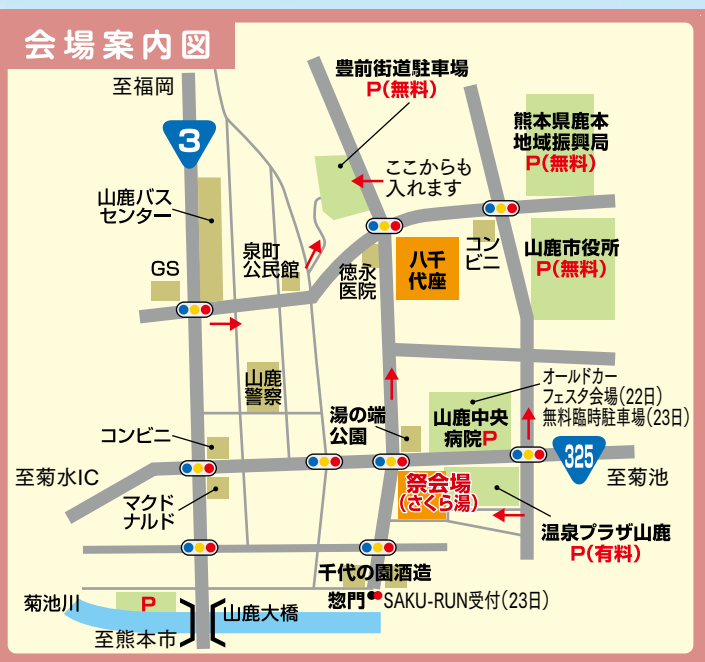 会場案内図
至福岡
豊前街道駐車場
P(無料)
3
ここからも
入れます
熊本県鹿本
地域振興局
P(無料)
山鹿バス
センター
泉町
公民館
GS
徳永
医院
八千
代座
コン
ビニ
山鹿市役所
P(無料)
山鹿
警察
オールドカー
フェスタ会場(22日)
無料臨時駐車場(23日)
湯の端
公園
山鹿中央
病院P
コンビニ
325
至菊水IC
至菊池
マクド
ナルド
祭会場
(さくら湯)
温泉プラザ山鹿
P(有料)
千代の園酒造
惣門
SAKU-RUN受付(23日)
菊池川
P
山鹿大橋
至熊本市